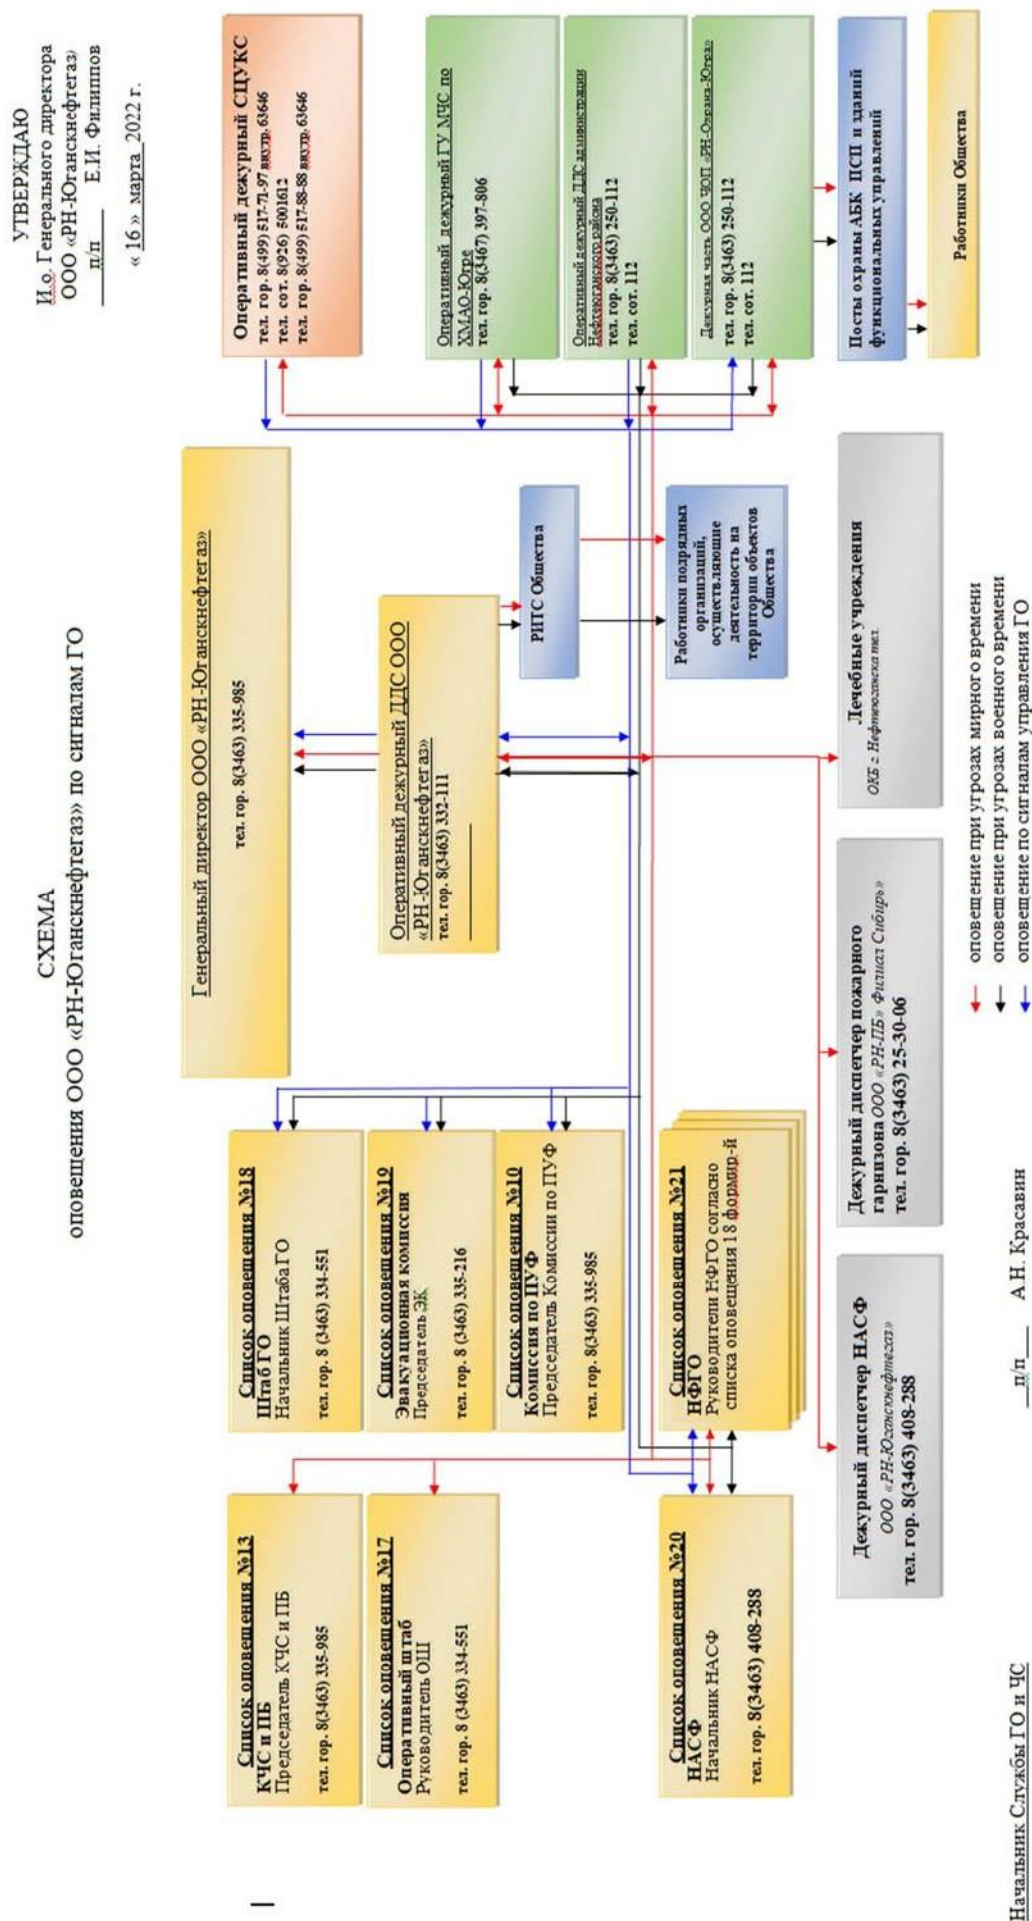 УТВЕРЖДАЮ
И.о. Генерального директора
ООО «РН-Юганскнефтегаз»
п/п Е.И. Филиппов
« 16 » марта 2022 г.
СХЕМА
оповещения ООО «РН-Юганскнефтегаз» по сигналам ГО
Список оповещения №13
КЧС и ПБ
Председатель КЧС и ПБ
тел. гор. 8(3463) 335-985
Список оповещения №17
Оперативный штаб
Руководитель ОШ
тел. гор. 8 (3463) 334-551
Список оповещения №20
НАСФ
Начальник НАСФ
тел. гор. 8(3463) 408-288
Список оповещения №18
Штаб ГО
Начальник Штаба ГО
тел. гор. 8 (3463) 334-551
Список оповещения №19
Эвакуационная комиссия
Председатель ЭК
тел. гор. 8 (3463) 335-216
Список оповещения №10
Комиссия по ПУФ
Председатель Комиссии по ПУФ
тел. гор. 8(3463) 335-985
Список оповещения №21
НФГО
Руководители НФГО согласно
списка оповещения 18 формир-й
Генеральный директор ООО «РН-Юганскнефтегаз»
тел. гор. 8(3463) 335-985
Оперативный дежурный ДДС ООО
«РН-Юганскнефтегаз»
тел. гор. 8(3463) 332-111
РИТС Общества
Работники подрядных
организаций,
осуществляющие
деятельность на
территории объектов
Общества
Оперативный дежурный СЦУКС
тел. гор. 8(499) 517-71-97 внутр. 63646
тел. сот. 8(926) 5001612
тел. гор. 8(499) 517-88-88 внутр. 63646
Оперативный дежурный ГУ МЧС по
ХМАО-Югре
тел. гор. 8(3467) 397-806
Оперативный дежурный ДДС администрации
Нефтеюганского района
тел. гор. 8(3463) 250-112
тел. сот. 112
Дежурная часть ООО ЧОП «РН-Охрана-Югра»
тел. гор. 8(3463) 250-112
тел. сот. 112
Посты охраны АБК ПСП и зданий
функциональных управлений
Работники Общества
Дежурный диспетчер НАСФ
ООО «РН-Юганскнефтегаз»
тел. гор. 8(3463) 408-288
Дежурный диспетчер пожарного
гарнизона ООО «РН-ПБ» Филиал Сибирь»
тел. гор. 8(3463) 25-30-06
Лечебные учреждения
ОКБ г. Нефтеюганска тел.
оповещение при угрозах мирного времени
оповещение при угрозах военного времени
оповещение по сигналам управления ГО
Начальник Службы ГО и ЧС п/п А.Н. Красавин